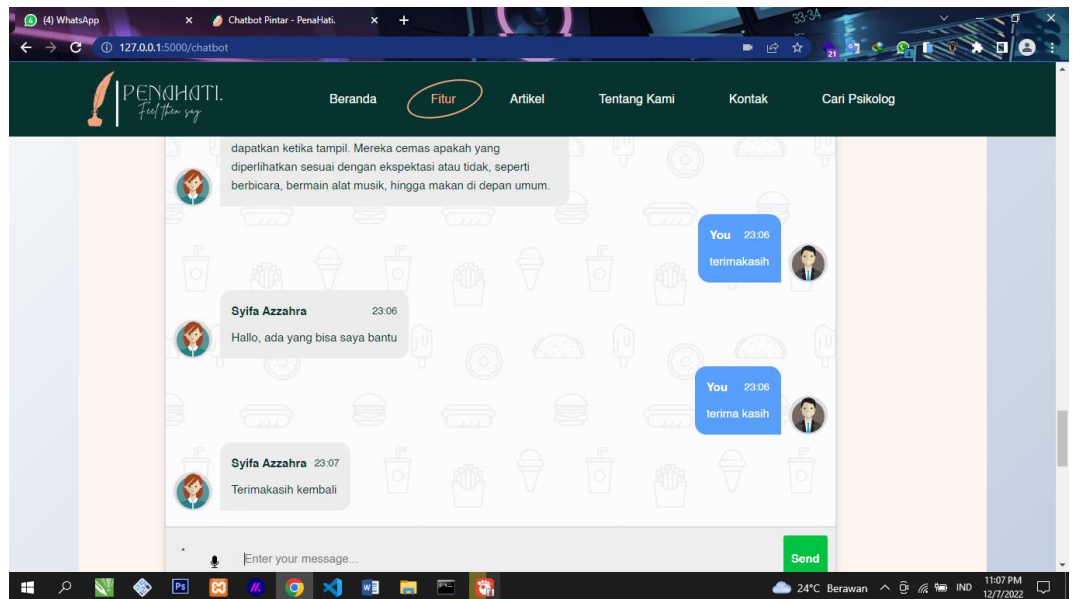 (4) WhatsApp
Chatbot Pintar - PenaHati.
33-34
127.0.0.1:5000/chatbot
21
PENAHATI.
Feel then say
Beranda
Fitur
Artikel
Tentang Kami
Kontak
Cari Psikolog
dapatkan ketika tampil. Mereka cemas apakah yang
diperlihatkan sesuai dengan ekspektasi atau tidak, seperti
berbicara, bermain alat musik, hingga makan di depan umum.
You 23:06
terimakasih
Syifa Azzahra 23:06
Hallo, ada yang bisa saya bantu
You 23:06
terima kasih
Syifa Azzahra 23:07
Terimakasih kembali
Enter your message...
Send
Ps
24°C Berawan
IND
11:07 PM
12/7/2022